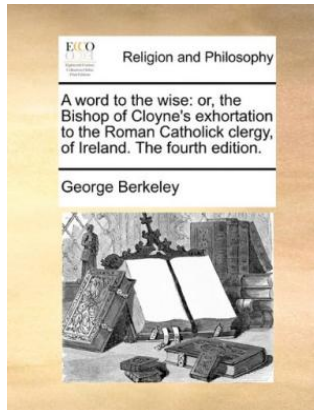 ECCO
Religion and Philosophy
A word to the wise: or, the
Bishop of Cloyne's exhortation
to the Roman Catholick clergy,
of Ireland. The fourth edition.
George Berkeley